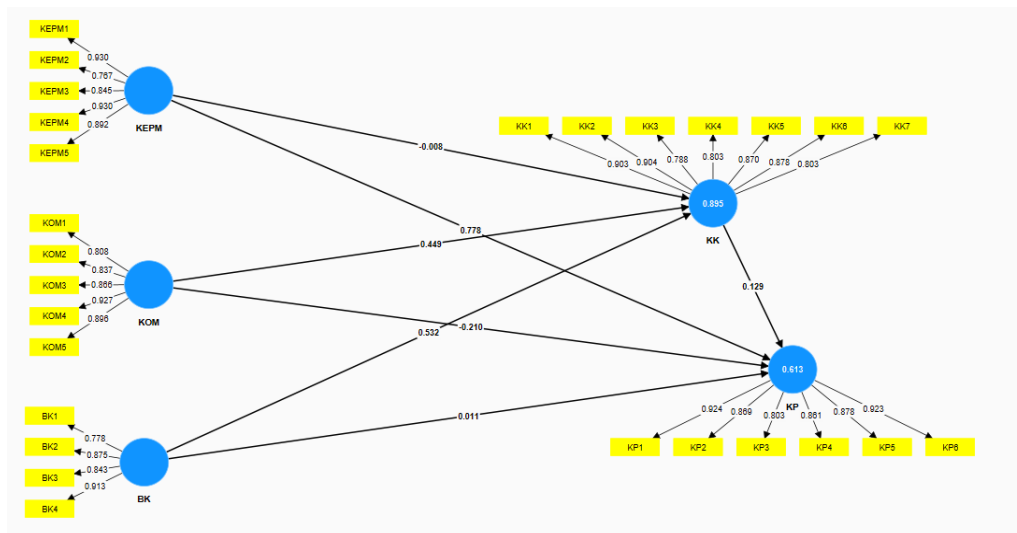 KEPM1
KEPM2
KEPM3
KEPM4
KEPM5
0.930
0.767
0.845
0.930
0.892
KEPM
KOM1
KOM2
KOM3
KOM4
KOM5
0.808
0.837
0.866
0.927
0.896
KOM
BK1
BK2
BK3
BK4
0.778
0.875
0.843
0.913
BK
-0.008
0.778
0.449
-0.210
0.532
0.011
0.129
KK1 KK2 KK3 KK4 KK5 KK6 KK7
0.903 0.904 0.788 0.803 0.870 0.878 0.803
0.895
KK
0.613
KP
0.924 0.869 0.803 0.861 0.878 0.923
KP1 KP2 KP3 KP4 KP5 KP6